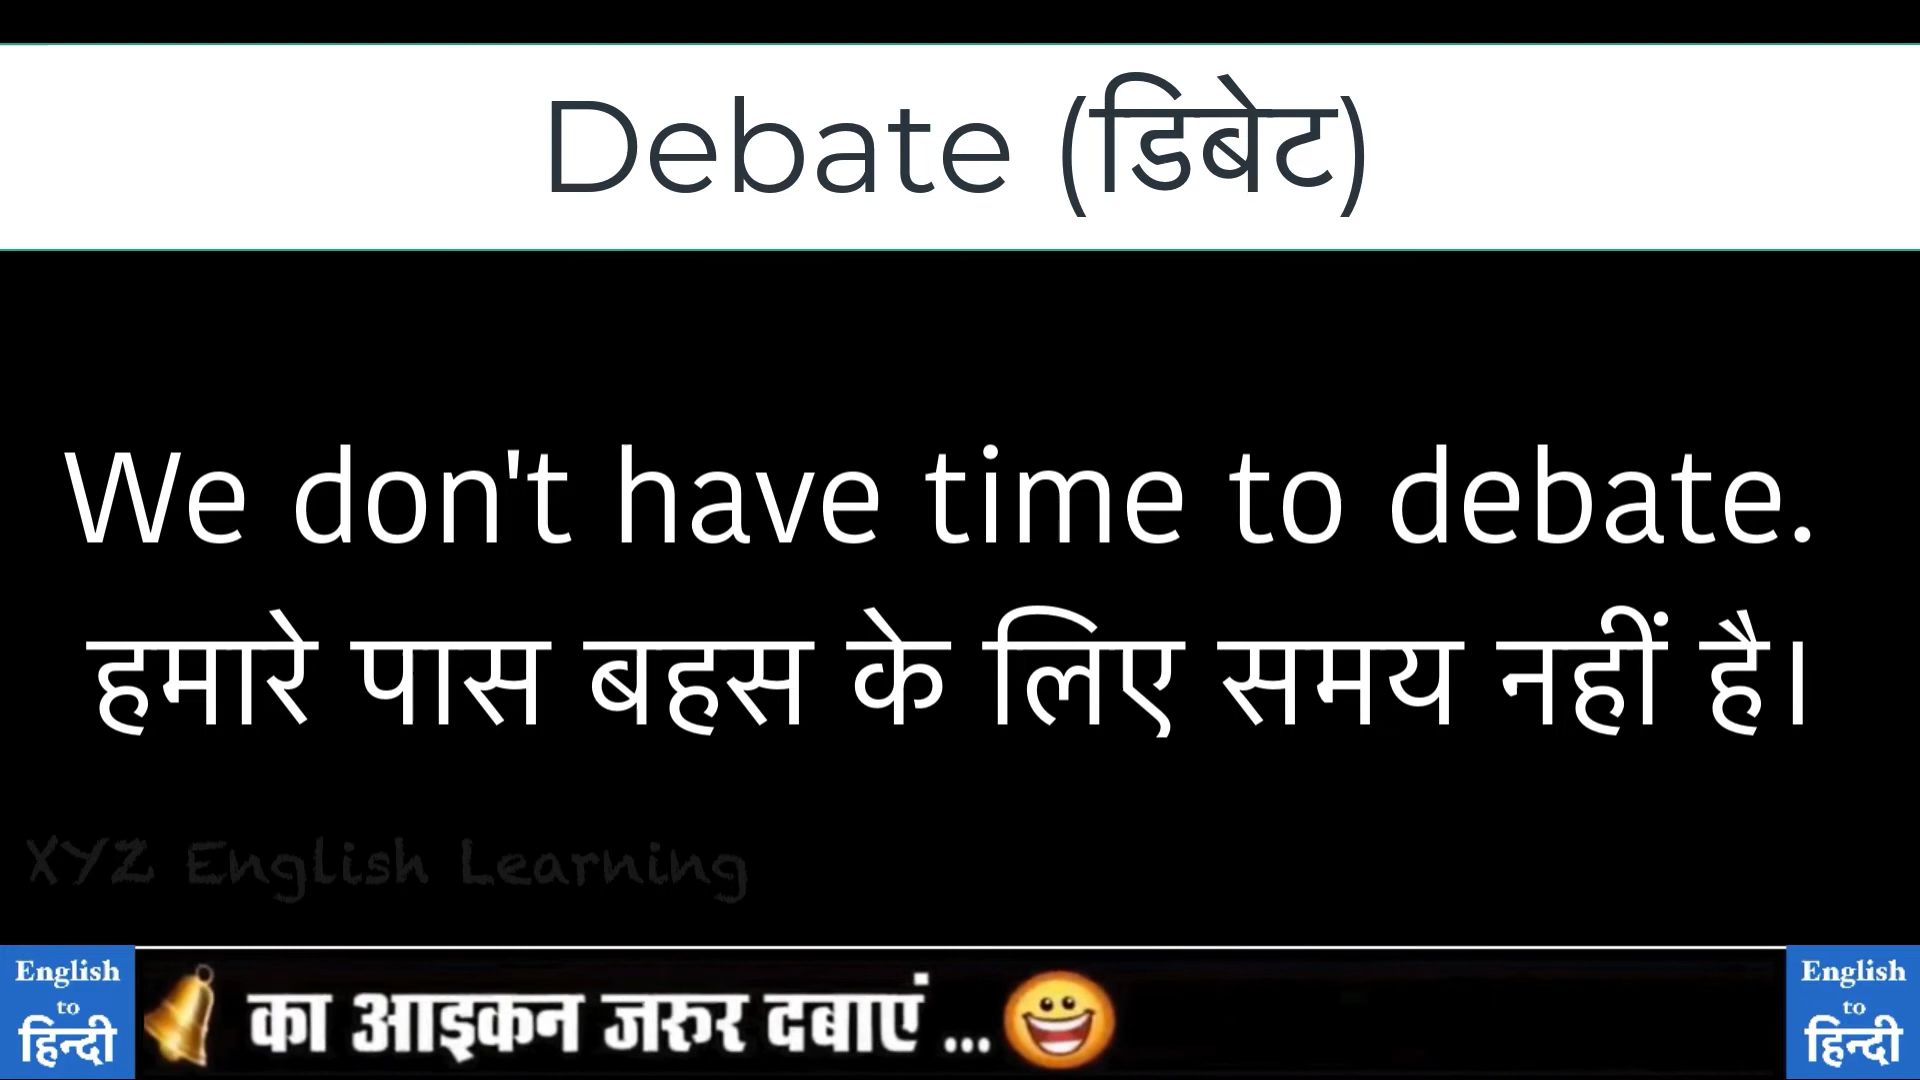 Debate (डिबेट)
We don't have time to debate.
हमारे पास बहस के लिए समय नहीं है।
XYZ English Learning
English
to
हिन्दी
का आइकन जरुर दबाएं ...
English
to
हिन्दी